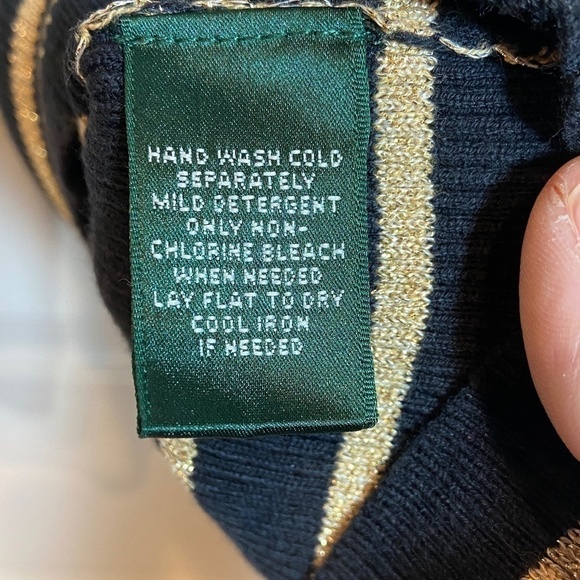 HAND WASH COLD
SEPARATELY
MILD DETERGENT
ONLY NON-
CHLORINE BLEACH
WHEN NEEDED
LAY FLAT TO DRY
COOL IRON
IF NEEDED